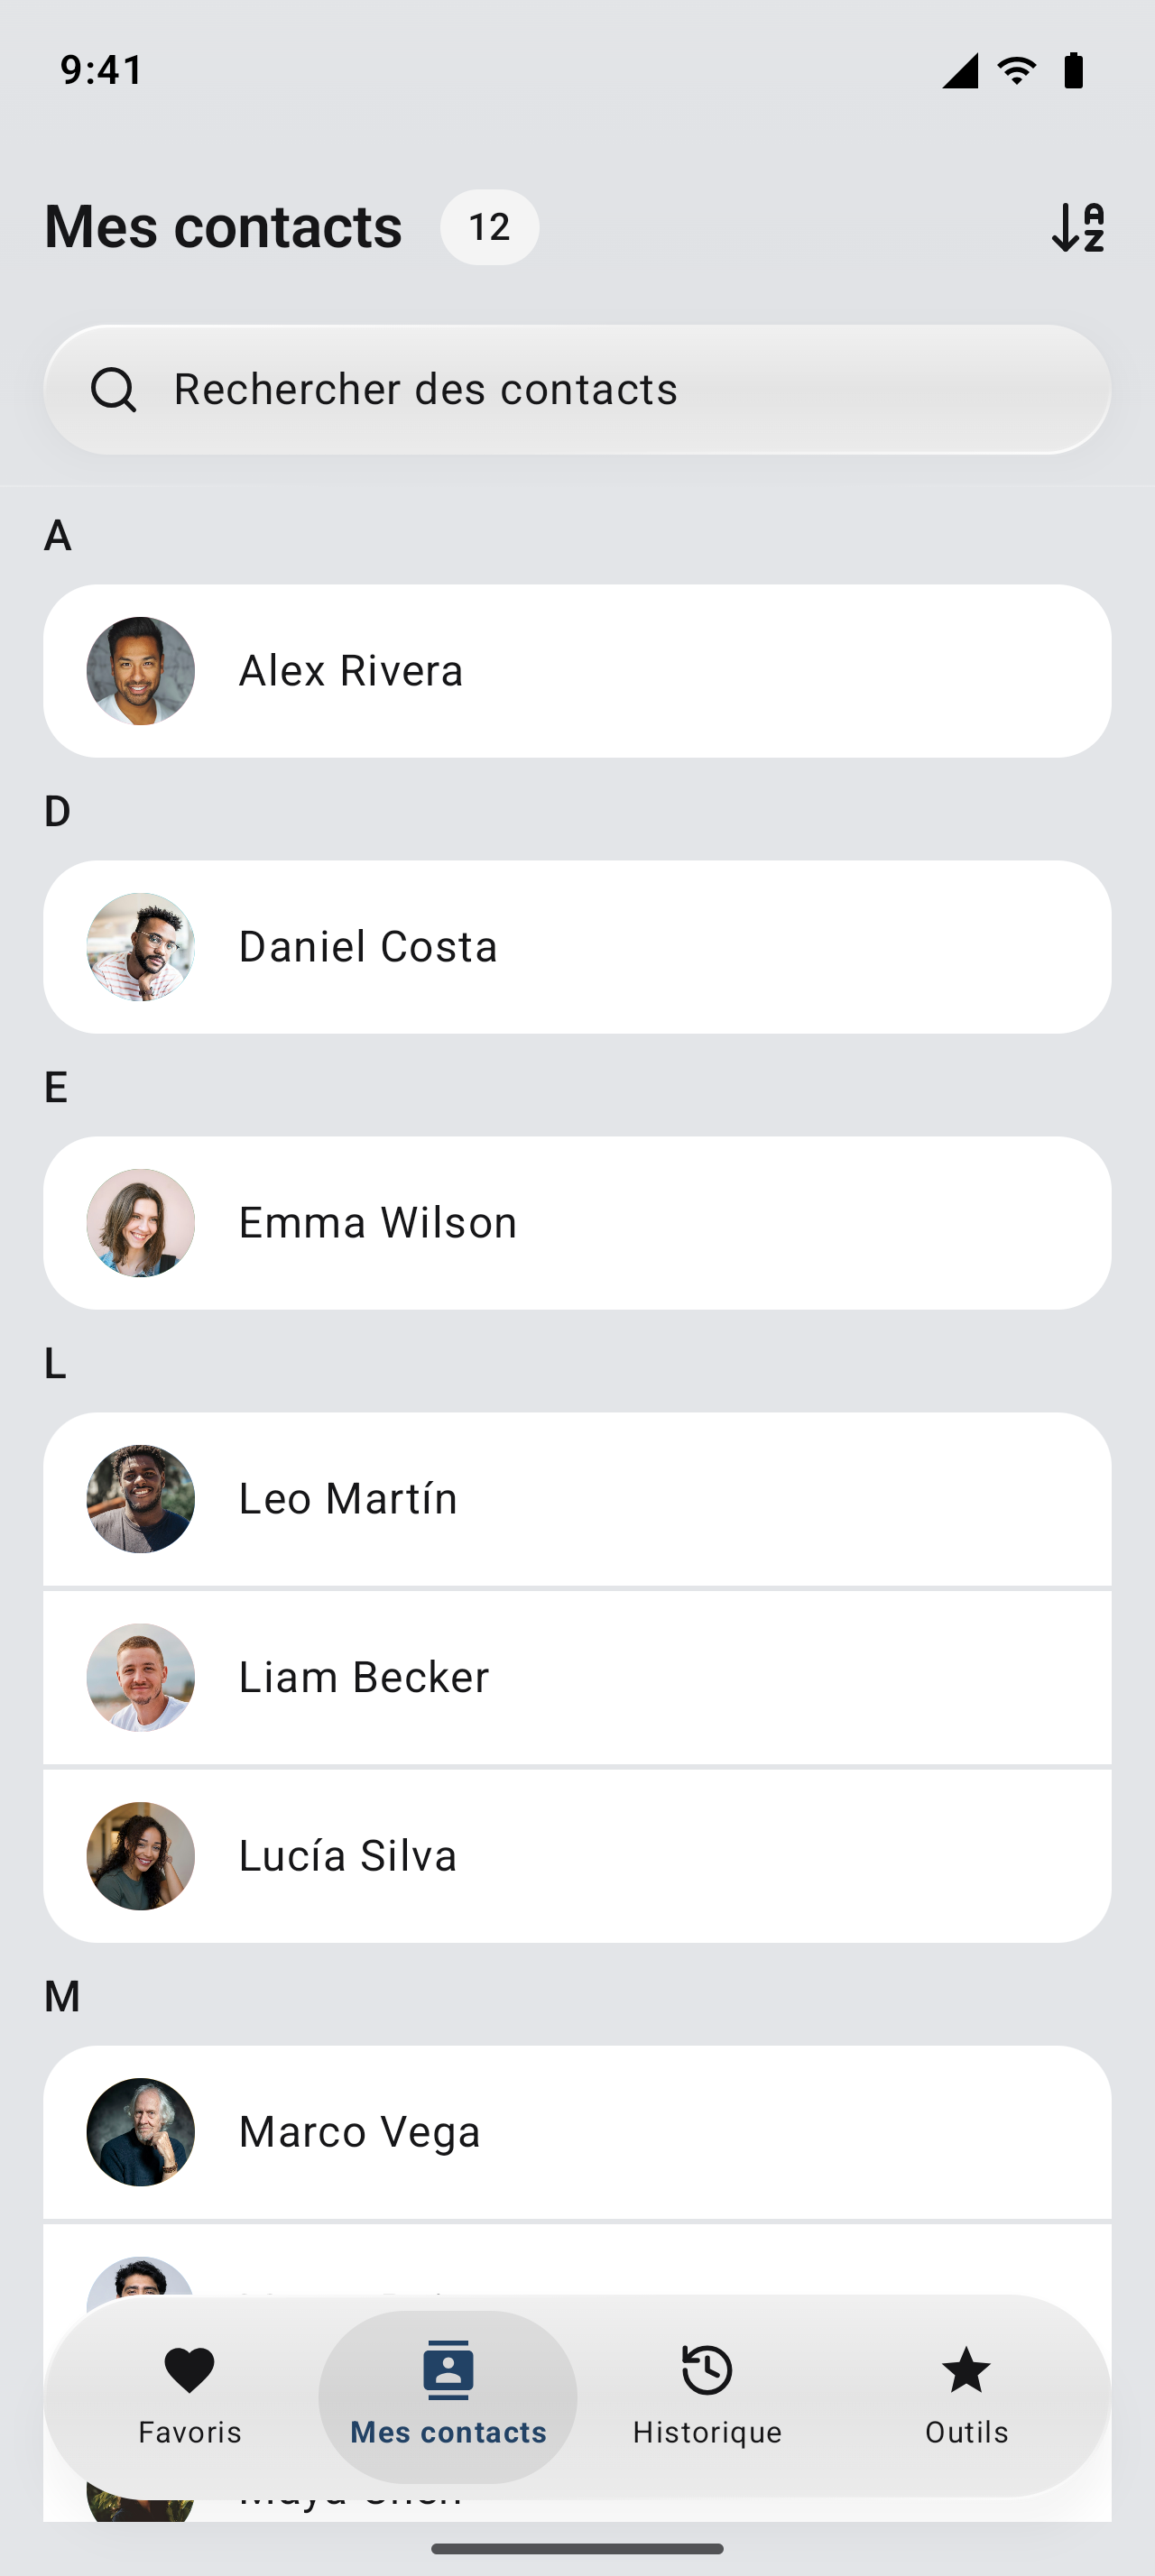 9:41
Mes contacts
12
Rechercher des contacts
A
Alex Rivera
D
Daniel Costa
E
Emma Wilson
L
Leo Martín
Liam Becker
Lucía Silva
M
Marco Vega
Favoris
Mes contacts
Historique
Outils